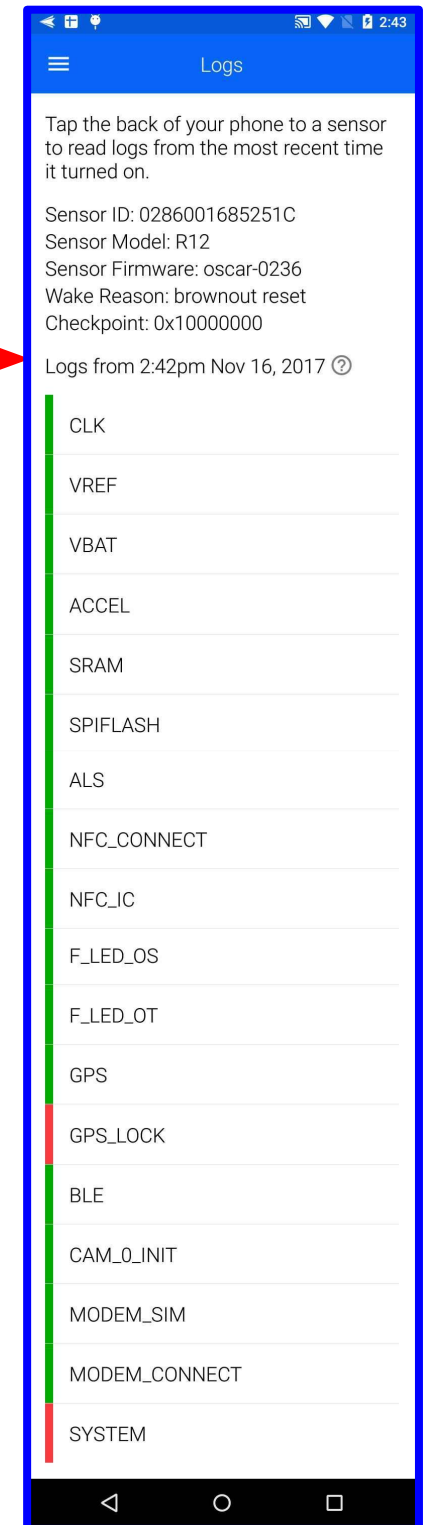 2:43
Logs
Tap the back of your phone to a sensor
to read logs from the most recent time
it turned on.
Sensor ID: 0286001685251C
Sensor Model: R12
Sensor Firmware: oscar-0236
Wake Reason: brownout reset
Checkpoint: 0x10000000
Logs from 2:42pm Nov 16, 2017 ?
CLK
VREF
VBAT
ACCEL
SRAM
SPIFLASH
ALS
NFC_CONNECT
NFC_IC
F_LED_OS
F_LED_OT
GPS
GPS_LOCK
BLE
CAM_0_INIT
MODEM_SIM
MODEM_CONNECT
SYSTEM